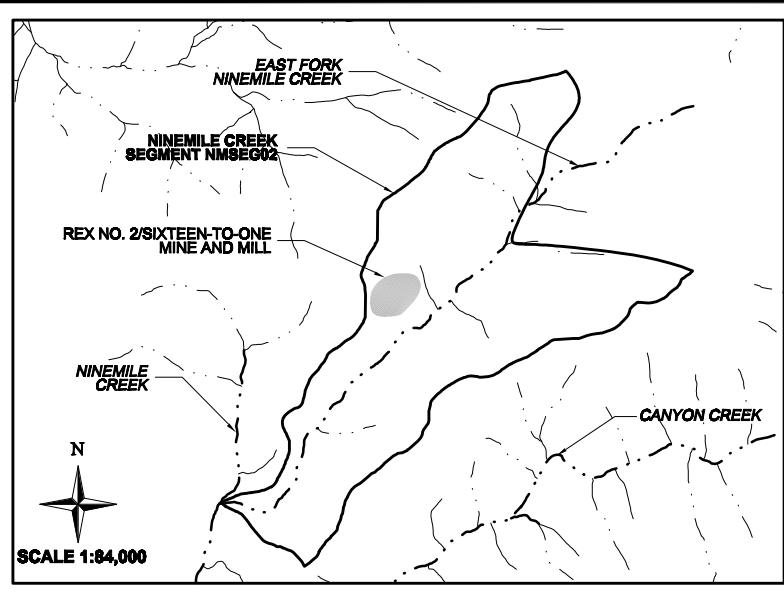 EAST FORK
NINEMILE CREEK
NINEMILE CREEK
SEGMENT NMSEG02
REX NO. 2/SIXTEEN-TO-ONE
MINE AND MILL
NINEMILE
CREEK
CANYON CREEK
N
SCALE 1:84,000